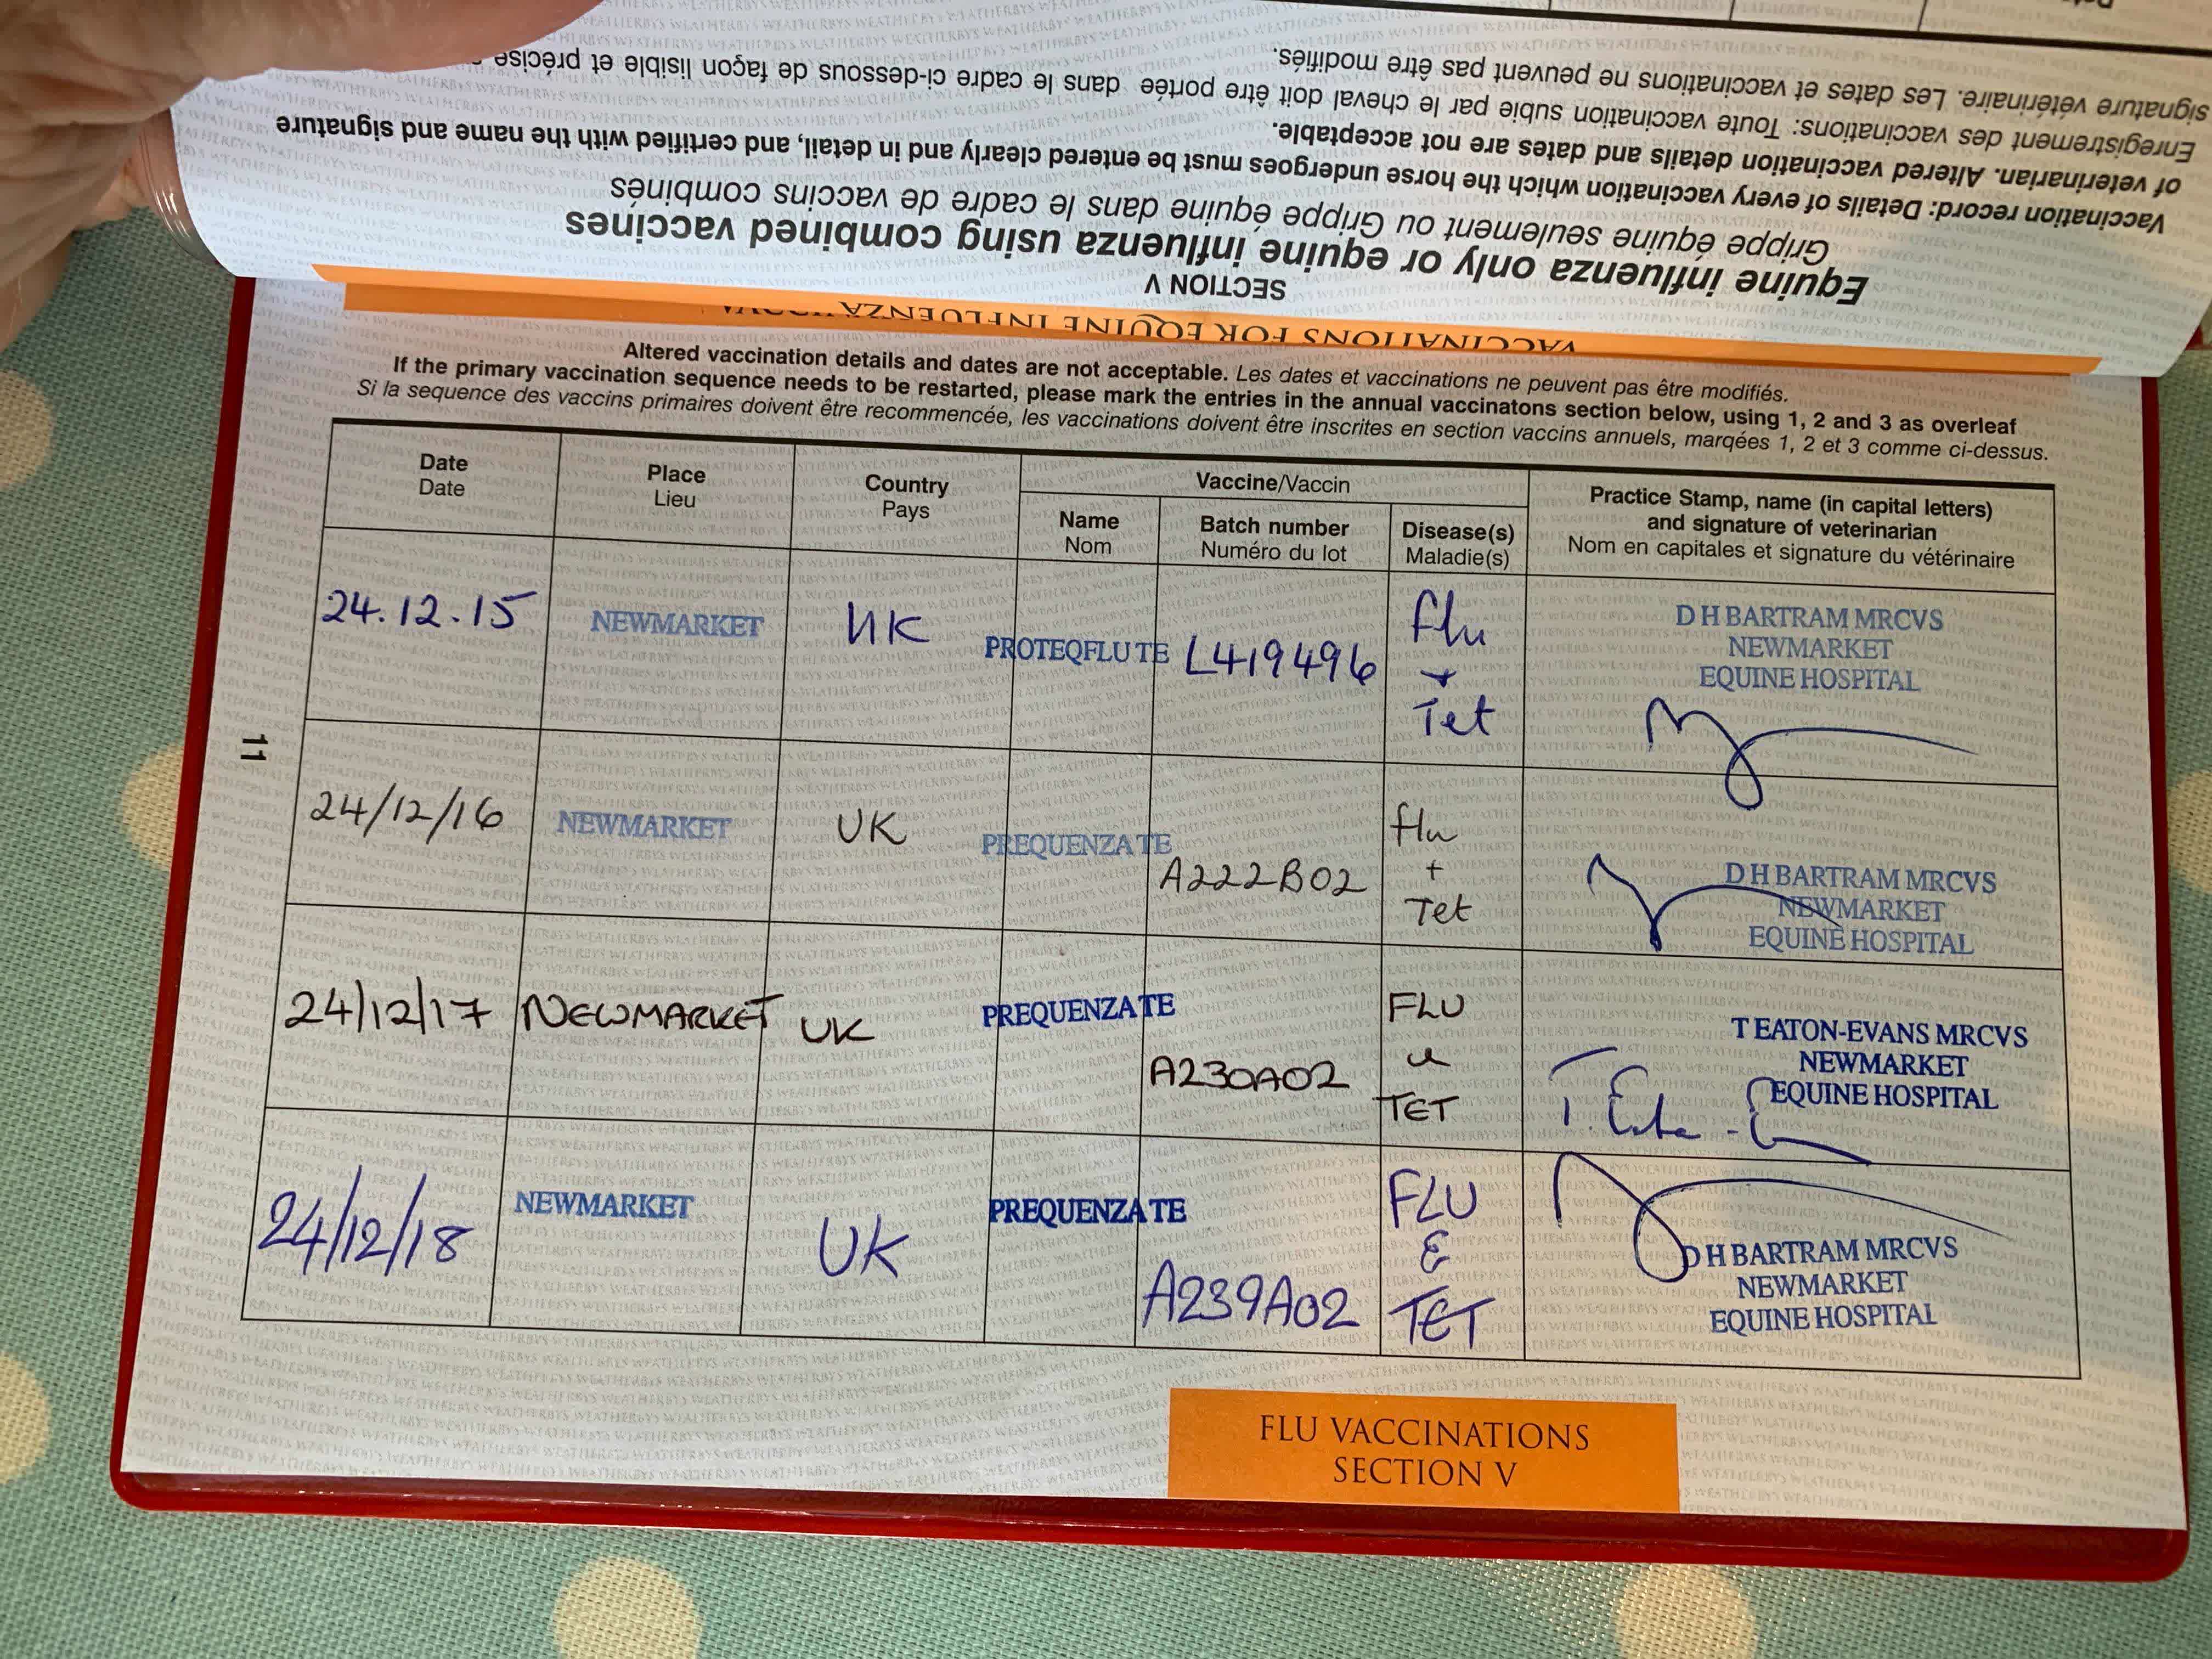 Enregistrement des vaccinations: Toute vaccination subie par le cheval doit être portée dans le cadre ci-dessous de façon lisible et précise
signature vétérinaire. Les dates et vaccinations ne peuvent pas être modifiés.
Vaccination record: Details of every vaccination which the horse undergoes must be entered clearly and in detail, and certified with the name and signature
of veterinarian. Altered vaccination details and dates are not acceptable.
Grippe équine seulement ou Grippe équine dans le cadre de vaccins combinés
Equine influenza only or equine influenza using combined vaccines
SECTION V
VACCINATIONS FOR EQUINE INFLUENZA
Altered vaccination details and dates are not acceptable. Les dates et vaccinations ne peuvent pas être modifiés.
If the primary vaccination sequence needs to be restarted, please mark the entries in the annual vaccinatons section below, using 1, 2 and 3 as overleaf
Si la sequence des vaccins primaires doivent être recommencée, les vaccinations doivent être inscrites en section vaccins annuels, marqées 1, 2 et 3 comme ci-dessus.
Date
Date
Place
Lieu
Country
Pays
Vaccine/Vaccin
Name
Nom
Batch number
Numéro du lot
Disease(s)
Maladie(s)
Practice Stamp, name (in capital letters)
and signature of veterinarian
Nom en capitales et signature du vétérinaire
24.12.15
NEWMARKET
UK
PROTEQFLU TE
L419496
Flu
+
Tet
D H BARTRAM MRCVS
NEWMARKET
EQUINE HOSPITAL
24/12/16
NEWMARKET
UK
PREQUENZA TE
A222B02
flu
+
Tet
D H BARTRAM MRCVS
NEWMARKET
EQUINE HOSPITAL
24/12/17
NEWMARKET
UK
PREQUENZA TE
A230A02
FLU
&
TET
T EATON-EVANS MRCVS
NEWMARKET
EQUINE HOSPITAL
24/12/18
NEWMARKET
UK
PREQUENZA TE
A239A02
FLU
&
TET
D H BARTRAM MRCVS
NEWMARKET
EQUINE HOSPITAL
11
FLU VACCINATIONS
SECTION V